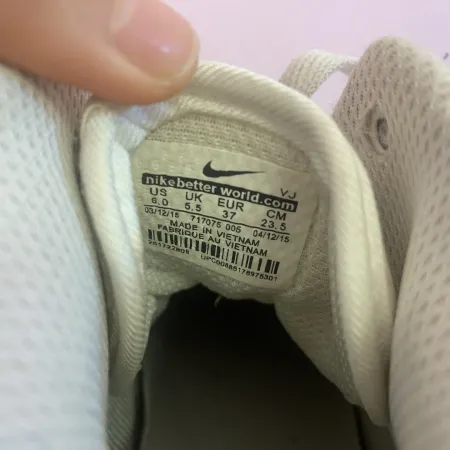 nikebetterworld.com
VJ
US UK EUR CM
6.0 5.5 37 23.5
03/12/15 717075 005 04/12/15
MADE IN VIETNAM
FABRIQUE AU VIETNAM